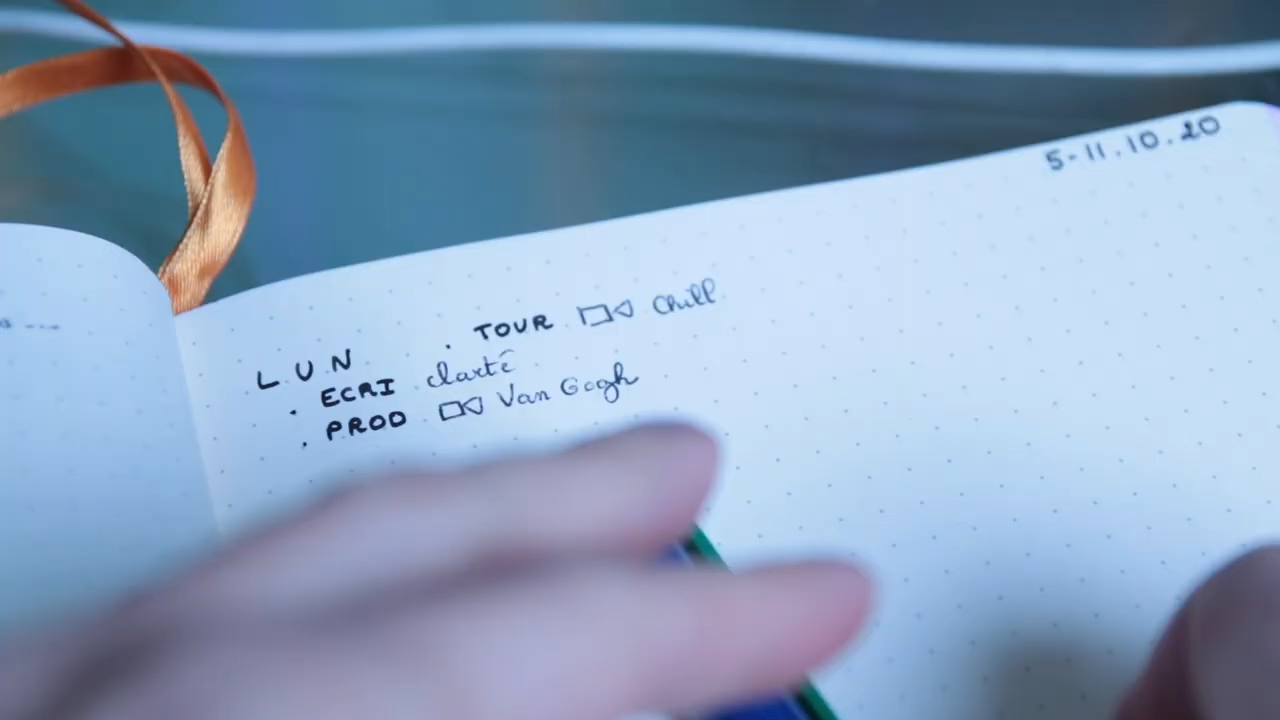 5-11.10.20
LUN
. TOUR Chill
. ECRI clarté
. PROD Van Gogh